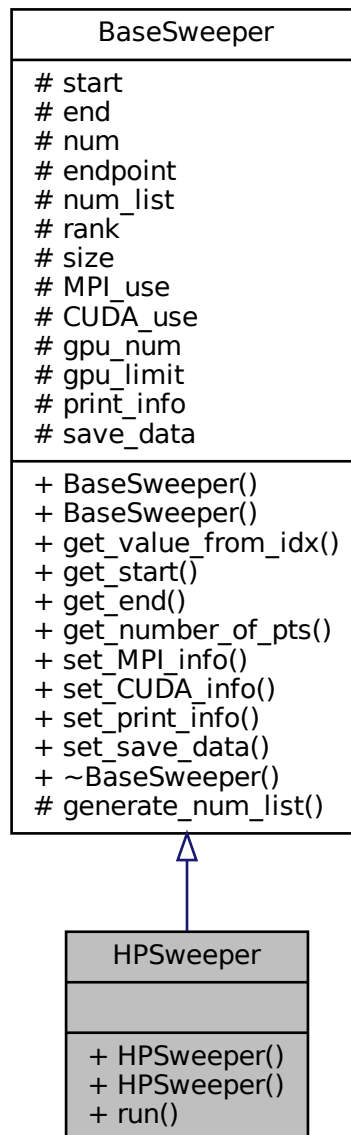 BaseSweeper
# start
# end
# num
# endpoint
# num_list
# rank
# size
# MPI_use
# CUDA_use
# gpu_num
# gpu_limit
# print_info
# save_data
+ BaseSweeper()
+ BaseSweeper()
+ get_value_from_idx()
+ get_start()
+ get_end()
+ get_number_of_pts()
+ set_MPI_info()
+ set_CUDA_info()
+ set_print_info()
+ set_save_data()
+ ~BaseSweeper()
# generate_num_list()
HPSweeper
+ HPSweeper()
+ HPSweeper()
+ run()